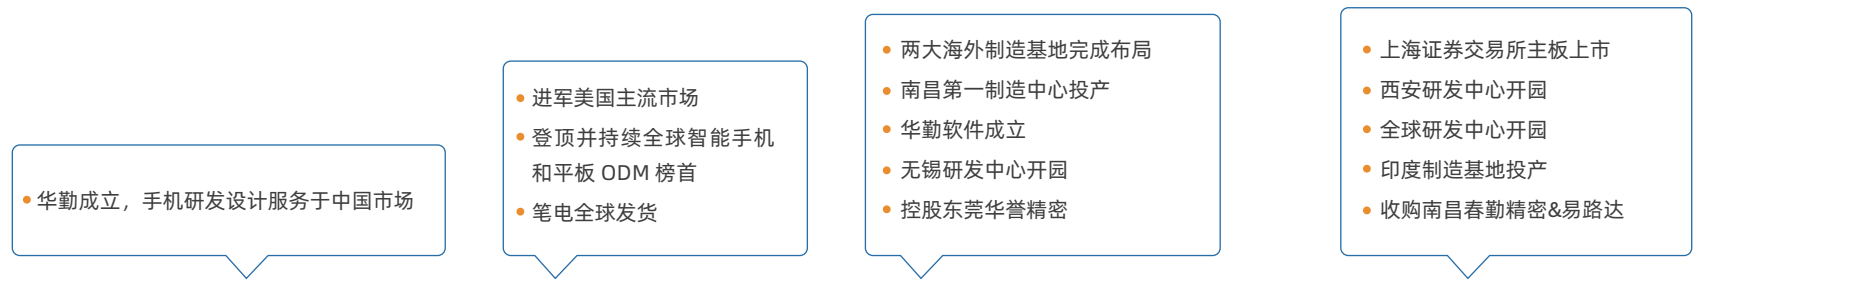 华勤成立，手机研发设计服务于中国市场
进军美国主流市场
登顶并持续全球智能手机
和平板 ODM 榜首
笔电全球发货
两大海外制造基地完成布局
南昌第一制造中心投产
华勤软件成立
无锡研发中心开园
控股东莞华誉精密
上海证券交易所主板上市
西安研发中心开园
全球研发中心开园
印度制造基地投产
收购南昌春勤精密&易路达